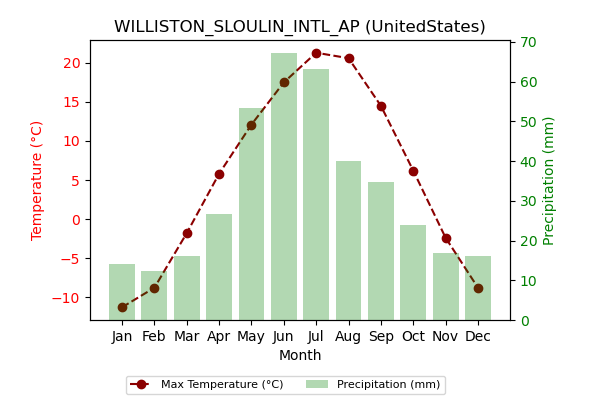 WILLISTON_SLOULIN_INTL_AP (UnitedStates)
Temperature (°C)
20
15
10
5
0
−5
−10
Precipitation (mm)
70
60
50
40
30
20
10
0
Jan Feb Mar Apr May Jun Jul Aug Sep Oct Nov Dec
Month
Max Temperature (°C) Precipitation (mm)